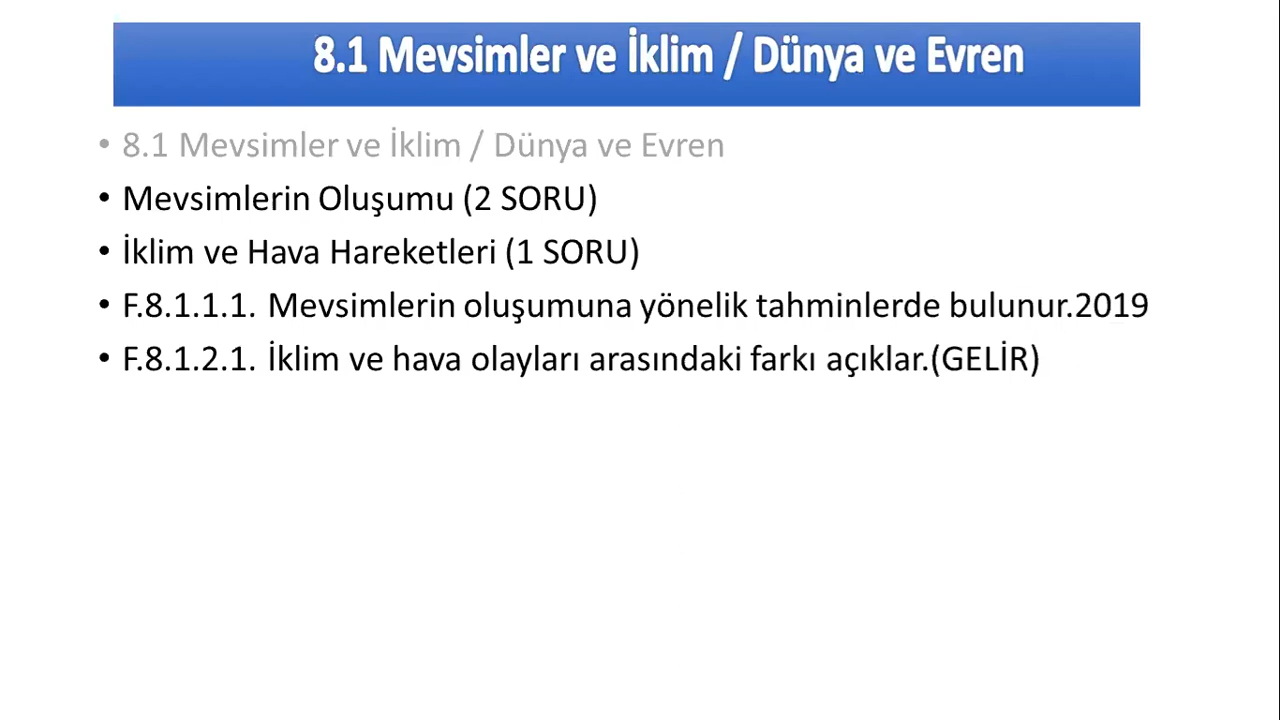 8.1 Mevsimler ve İklim / Dünya ve Evren
• 8.1 Mevsimler ve İklim / Dünya ve Evren
• Mevsimlerin Oluşumu (2 SORU)
• İklim ve Hava Hareketleri (1 SORU)
• F.8.1.1.1. Mevsimlerin oluşumuna yönelik tahminlerde bulunur.2019
• F.8.1.2.1. İklim ve hava olayları arasındaki farkı açıklar.(GELİR)